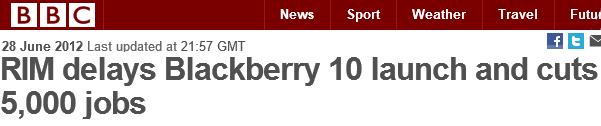 BBC News Sport Weather Travel Futu
28 June 2012 Last updated at 21:57 GMT
RIM delays Blackberry 10 launch and cuts
5,000 jobs